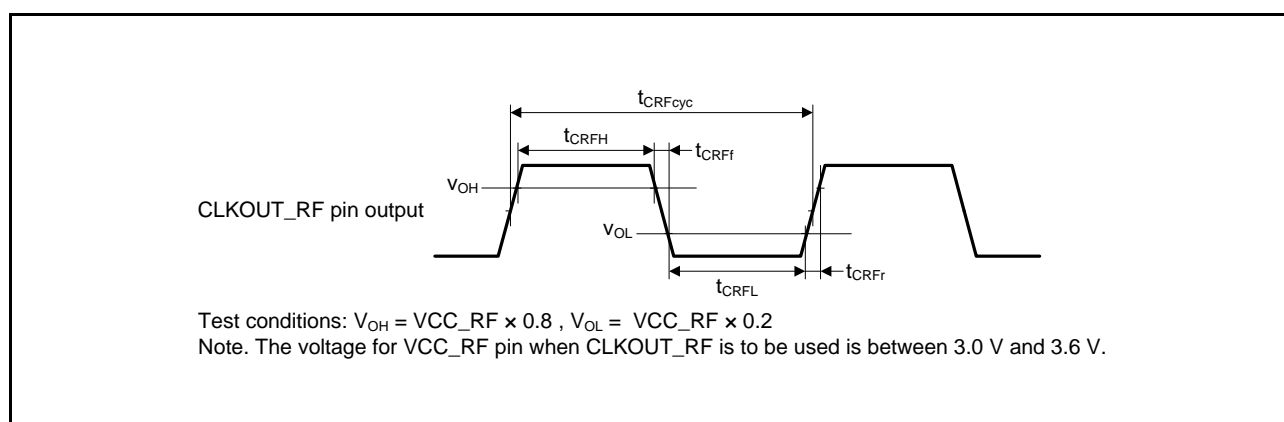 tCRFcyc
tCRFH
tCRFf
VOH
CLKOUT_RF pin output
VOL
tCRFL
tCRFr
Test conditions: VOH = VCC_RF × 0.8 , VOL = VCC_RF × 0.2
Note. The voltage for VCC_RF pin when CLKOUT_RF is to be used is between 3.0 V and 3.6 V.